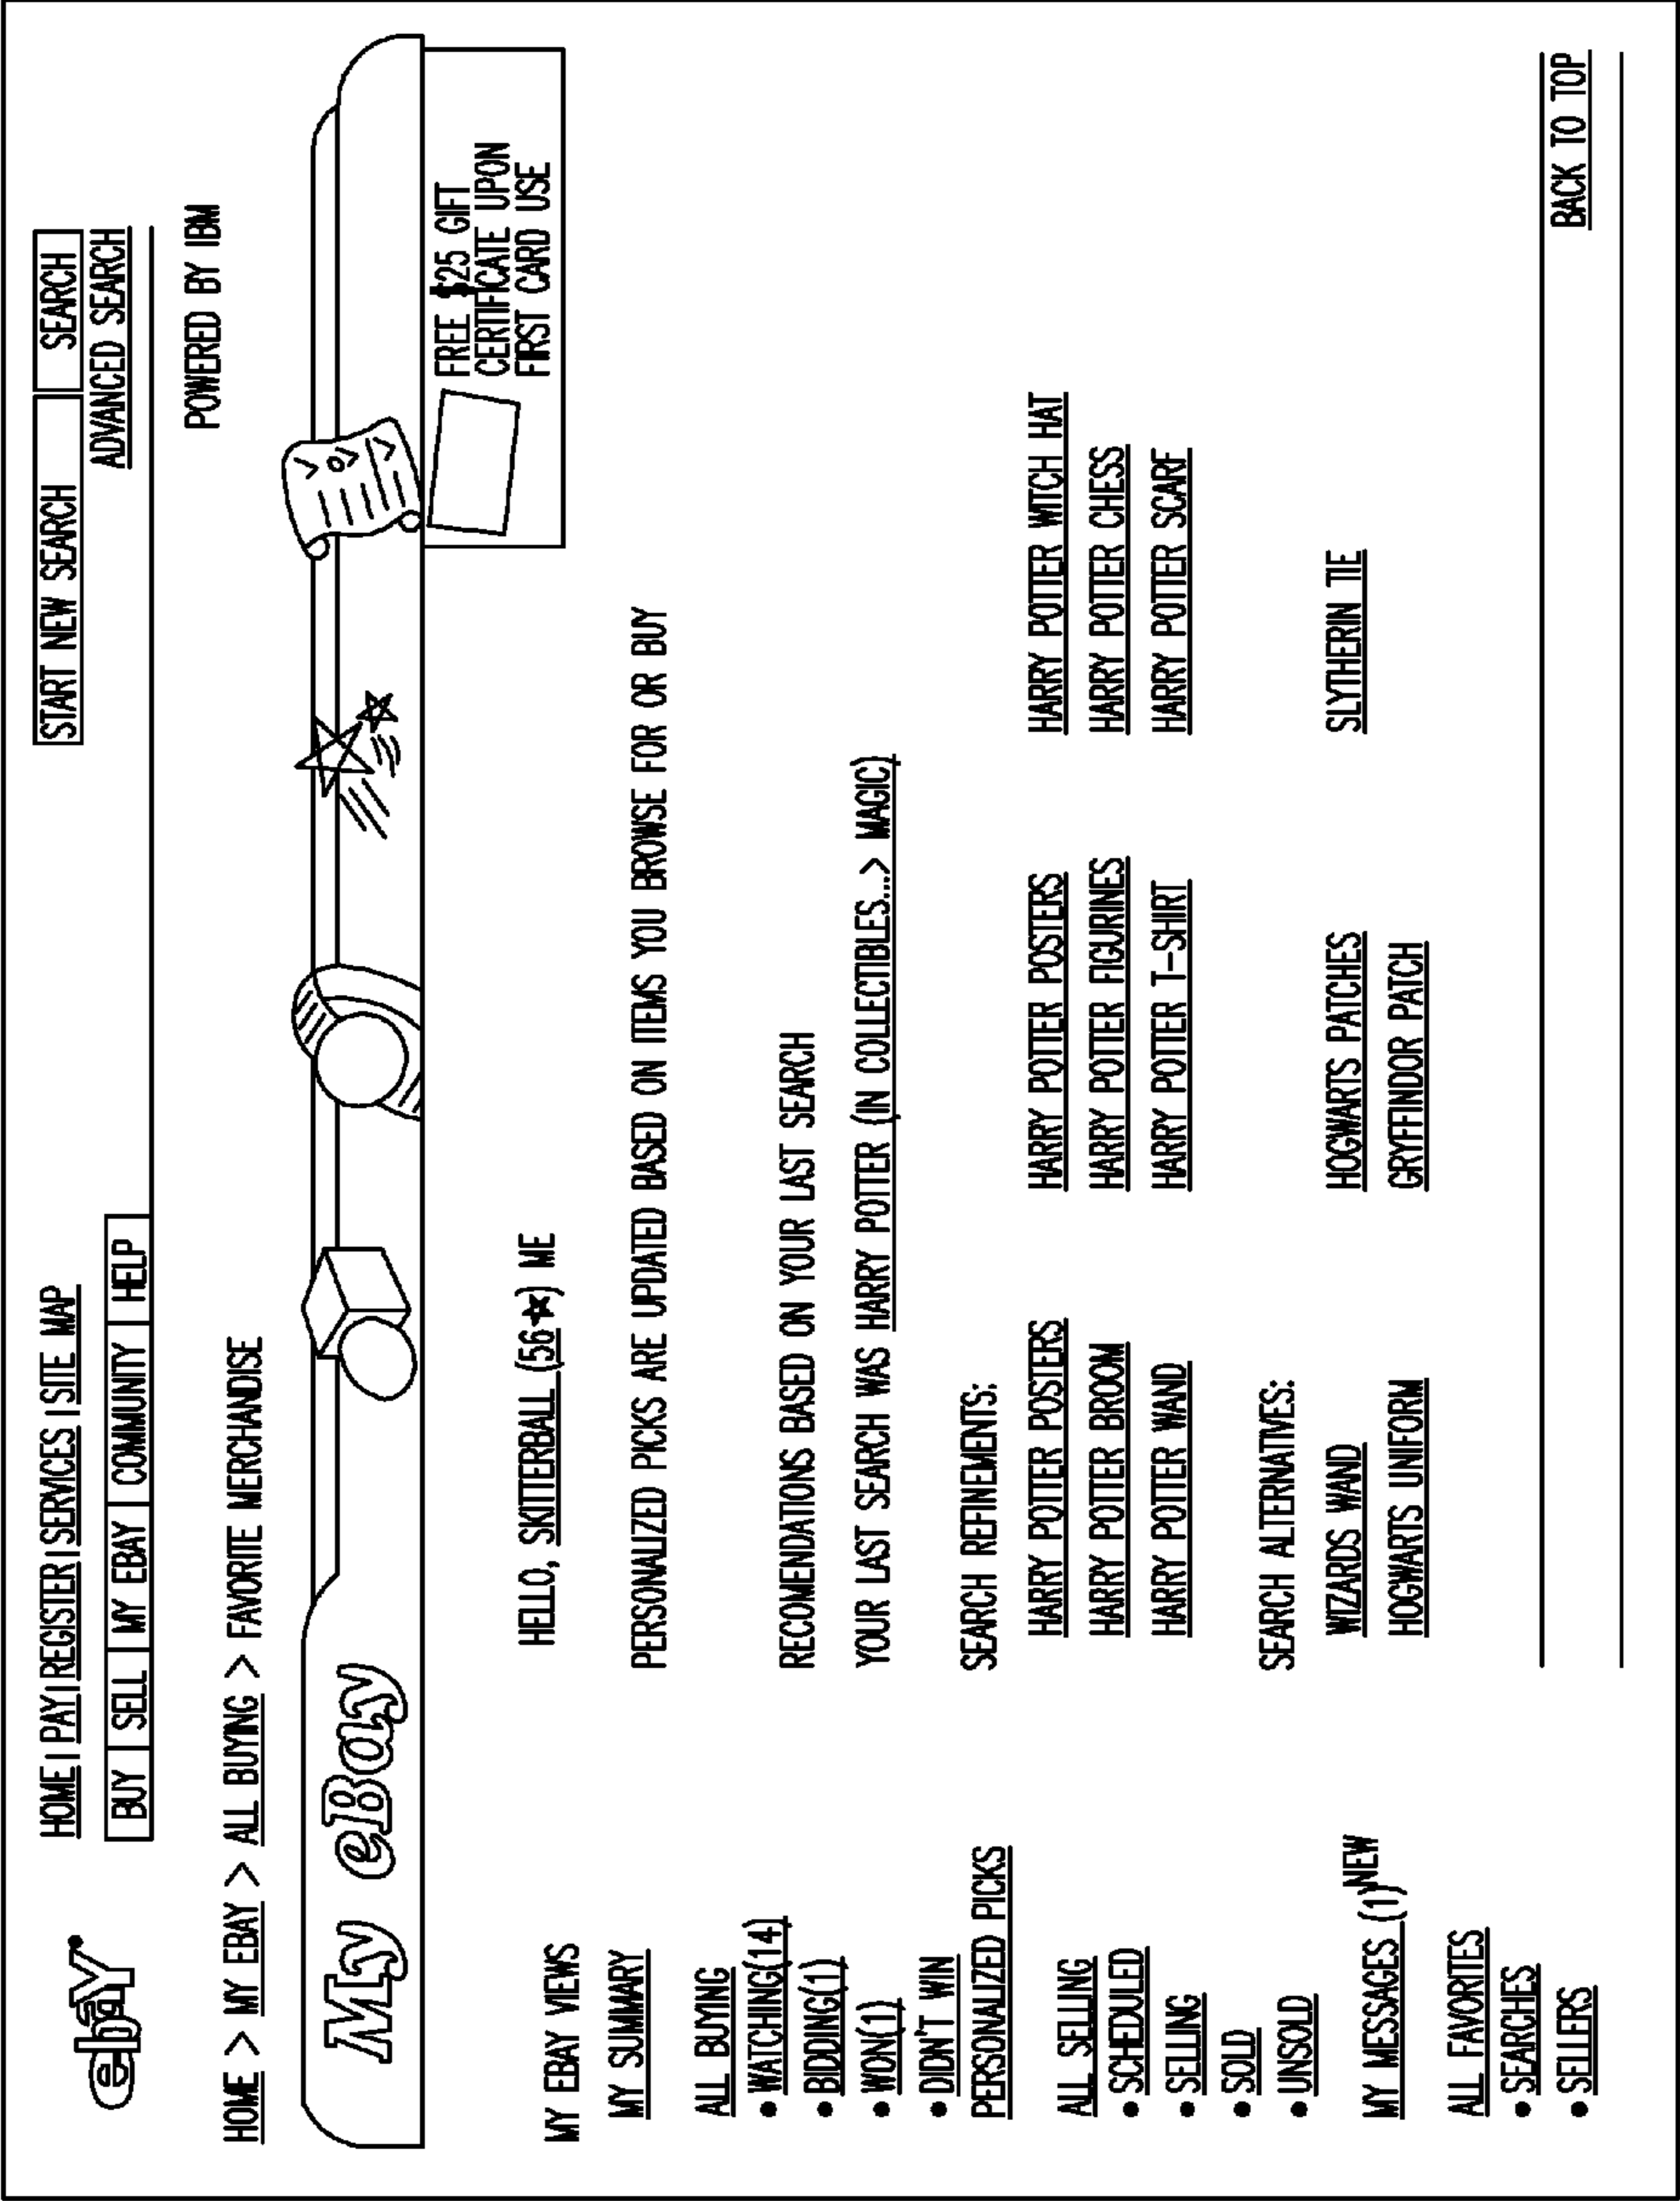 ebaY
HOME | PAY | REGISTER | SERVICES | SITE MAP
START NEW SEARCH SEARCH
BUY | SELL | MY EBAY | COMMUNITY | HELP
ADVANCED SEARCH
POWERED BY IBM
HOME > MY EBAY > ALL BUYING > FAVORITE MERCHANDISE
My eBay
FREE $25 GIFT
CERTIFICATE UPON
FIRST CARD USE
HELLO, SKITTERBALL (56★) ME
MY EBAY VIEWS
MY SUMMARY
ALL BUYING
• WATCHING(14)
• BIDDING(1)
• WON(1)
• DIDN'T WIN
PERSONALIZED PICKS
ALL SELLING
• SCHEDULED
• SELLING
• SOLD
• UNSOLD
MY MESSAGES (1) NEW
ALL FAVORITES
• SEARCHES
• SELLERS
PERSONALIZED PICKS ARE UPDATED BASED ON ITEMS YOU BROWSE FOR OR BUY
RECOMENDATIONS BASED ON YOUR LAST SEARCH
YOUR LAST SEARCH WAS HARRY POTTER (IN COLLECTIBLES...> MAGIC)
SEARCH REFINEMENTS:
HARRY POTTER POSTERS HARRY POTTER POSTERS HARRY POTTER WITCH HAT
HARRY POTTER BROOM HARRY POTTER FIGURINES HARRY POTTER CHESS
HARRY POTTER WAND HARRY POTTER T-SHIRT HARRY POTTER SCARF
SEARCH ALTERNATIVES:
WIZARDS WAND HOGWARTS PATCHES SLYTHERIN TIE
HOGWARTS UNIFORM GRYFFINDOR PATCH
BACK TO TOP